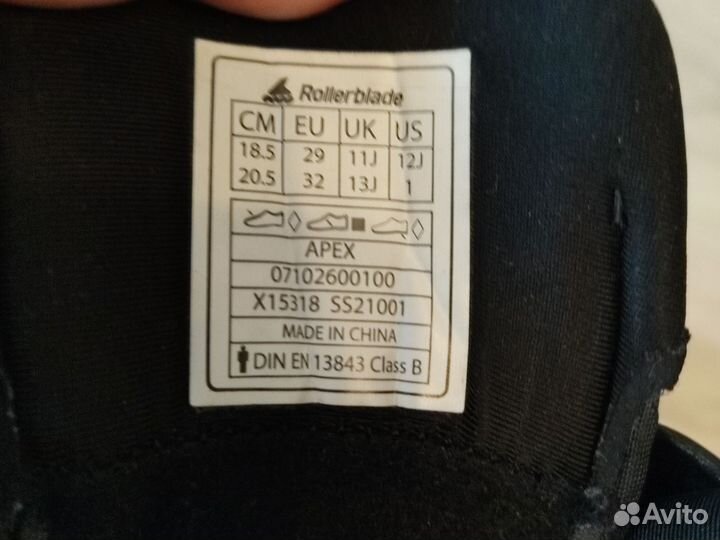 Rollerblade
CM EU UK US
18.5 29 11J 12J
20.5 32 13J 1
APEX
07102600100
X15318 SS21001
MADE IN CHINA
DIN EN 13843 Class B
Avito